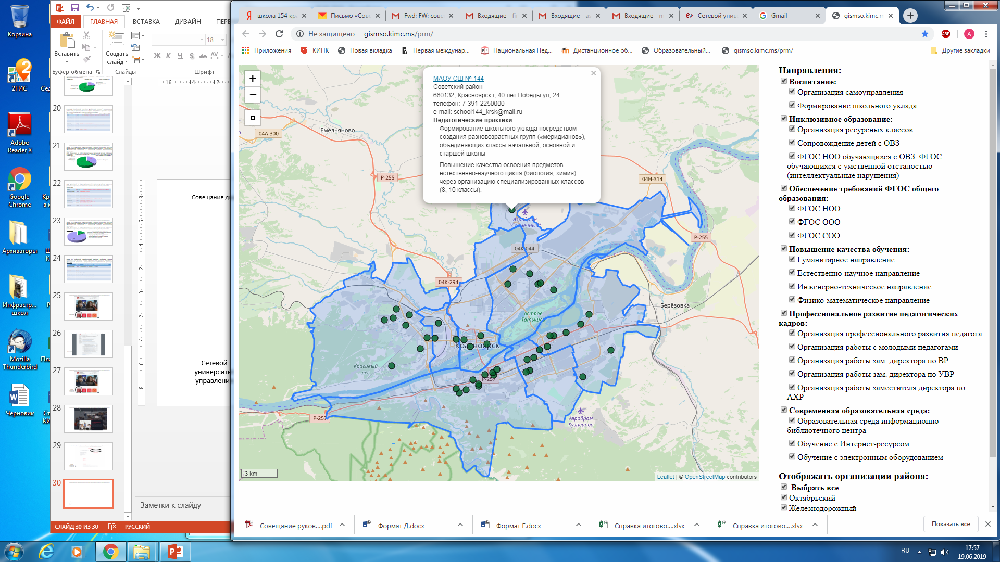 Корзина
2ГИС
Сед
Adobe
Reader X
Google
Chrome
Архиваторы
Инфрастр...
школ
Mozilla
Thunderbird
Черновик
ФАЙЛ
ГЛАВНАЯ
ВСТАВКА
ДИЗАЙН
ПЕРЕ
Вставить
Создать
слайд
18
Ж К Ч S abc AV
Буфер обмена
Слайды
Шрифт
16 14 12
20
21
22
23
24
25
26
27
28
29
30
Совещание ди
Сетевой
университе
управлени
Заметки к слайду
СЛАЙД 30 ИЗ 30
РУССКИЙ
школа 154 кра
Письмо «Сове
Fwd: FW: сове
Входящие - fi
Входящие - as
Входящие - m
Сетевой униве
Gmail
gismso.kimc.m
Не защищено
gismso.kimc.ms/prm/
ABP
A
Приложения
КИПК
Новая вкладка
Первая междунар...
Национальная Пед...
Дистанционное об...
Образовательный...
gismso.kimc.ms/prm/
Другие закладки
+
−
МАОУ СШ № 144
Советский район
660132, Красноярск г, 40 лет Победы ул, 24
телефон: 7-391-2250000
e-mail: school144_krsk@mail.ru
Педагогические практики
Формирование школьного уклада посредством
создания разновозрастных групп («меридианов»),
объединяющих классы начальной, основной и
старшей школы
Повышение качества освоения предметов
естественно-научного цикла (биология, химия)
через организацию специализированных классов
(8, 10 классы).
Емельяново
04А-300
Р-255
04Н-314
Аэродром
"Солнечный"
Р-255
04К-044
04К-294
Берёзовка
остров
Татышев
Красноярск
Красивый
лес
Р-257
Р-257
Аэродром
Кузнецово
3 km
Leaflet | © OpenStreetMap contributors
Направления:
Воспитание:
Организация самоуправления
Формирование школьного уклада
Инклюзивное образование:
Организация ресурсных классов
Сопровождение детей с ОВЗ
ФГОС НОО обучающихся с ОВЗ. ФГОС
обучающихся с умственной отсталостью
(интеллектуальные нарушения)
Обеспечение требований ФГОС общего
образования:
ФГОС НОО
ФГОС ООО
ФГОС СОО
Повышение качества обучения:
Гуманитарное направление
Естественно-научное направление
Инженерно-техническое направление
Физико-математическое направление
Профессиональное развитие педагогических
кадров:
Организация профессионального развития педагога
Организация работы с молодыми педагогами
Организация работы зам. директора по ВР
Организация работы зам. директора по УВР
Организация работы заместителя директора по
АХР
Современная образовательная среда:
Образовательная среда информационно-
библиотечного центра
Обучение с Интернет-ресурсом
Обучение с электронным оборудованием
Отображать организации района:
Выбрать все
Октябрьский
Железнодорожный
Совещание руков....pdf
Формат Д.docx
Формат Г.docx
Справка итогово....xlsx
Справка итогово....xlsx
Показать все
RU
17:57
19.06.2019